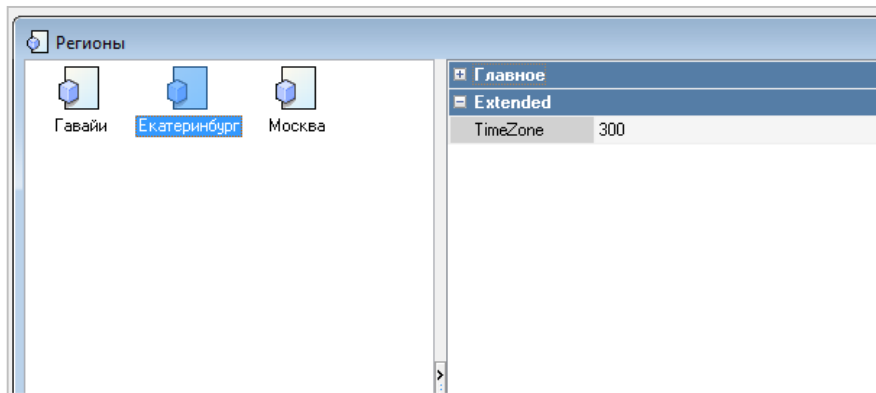 Регионы
Гавайи Екатеринбург Москва
Главное
Extended
TimeZone 300